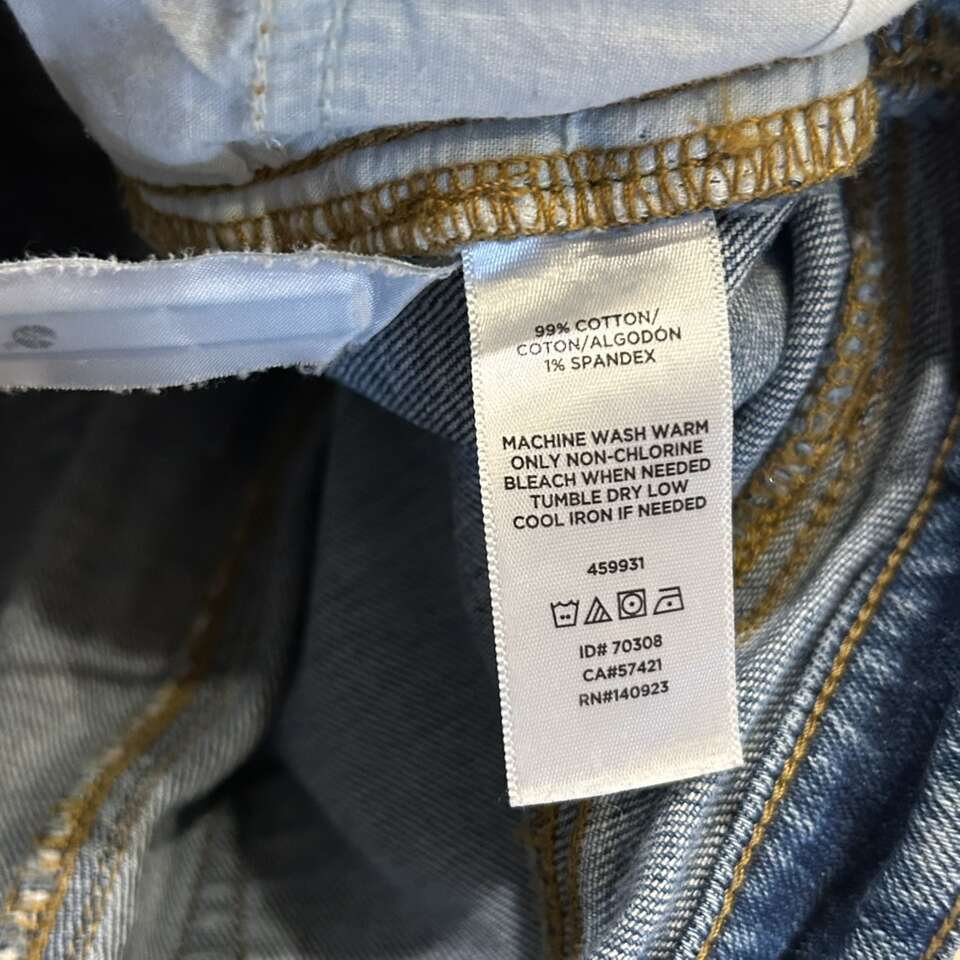 99% COTTON/
COTON/ALGODÓN
1% SPANDEX
MACHINE WASH WARM
ONLY NON-CHLORINE
BLEACH WHEN NEEDED
TUMBLE DRY LOW
COOL IRON IF NEEDED
459931
ID# 70308
CA#57421
RN#140923